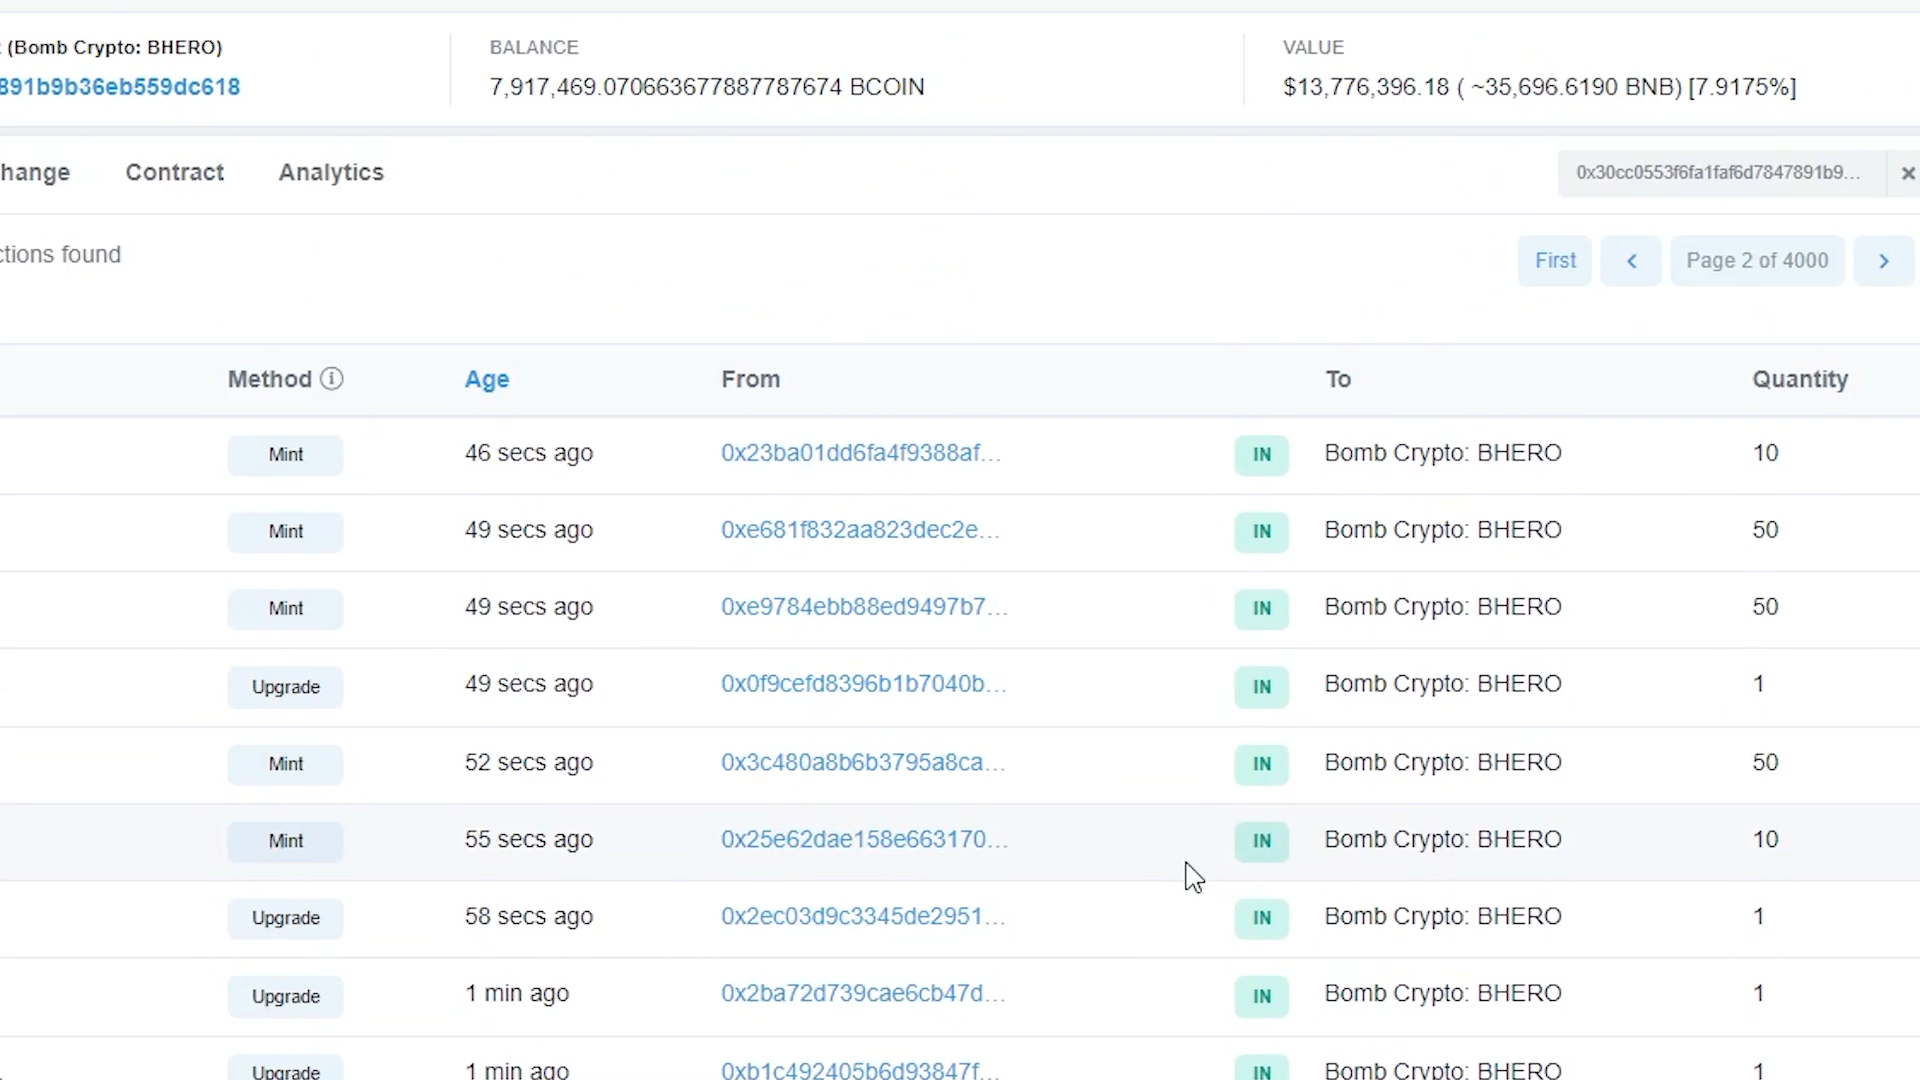 (Bomb Crypto: BHERO) BALANCE VALUE
891b9b36eb559dc618 7,917,469.070663677887787674 BCOIN $13,776,396.18 ( ~35,696.6190 BNB) [7.9175%]
hange Contract Analytics 0x30cc0553f6fa1faf6d7847891b9... ×
ctions found First < Page 2 of 4000 >
Method Age From To Quantity
Mint 46 secs ago 0x23ba01dd6fa4f9388af... IN Bomb Crypto: BHERO 10
Mint 49 secs ago 0xe681f832aa823dec2e... IN Bomb Crypto: BHERO 50
Mint 49 secs ago 0xe9784ebb88ed9497b7... IN Bomb Crypto: BHERO 50
Upgrade 49 secs ago 0x0f9cefd8396b1b7040b... IN Bomb Crypto: BHERO 1
Mint 52 secs ago 0x3c480a8b6b3795a8ca... IN Bomb Crypto: BHERO 50
Mint 55 secs ago 0x25e62dae158e663170... IN Bomb Crypto: BHERO 10
Upgrade 58 secs ago 0x2ec03d9c3345de2951... IN Bomb Crypto: BHERO 1
Upgrade 1 min ago 0x2ba72d739cae6cb47d... IN Bomb Crypto: BHERO 1
Upgrade 1 min ago 0xb1c492405b6d93847f... IN Bomb Crypto: BHERO 1